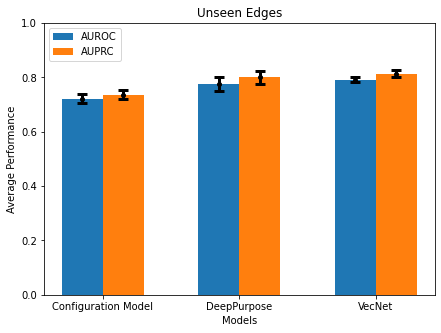 Unseen Edges
AUROC
AUPRC
1.0
0.8
0.6
0.4
0.2
0.0
Average Performance
Configuration Model
DeepPurpose
VecNet
Models